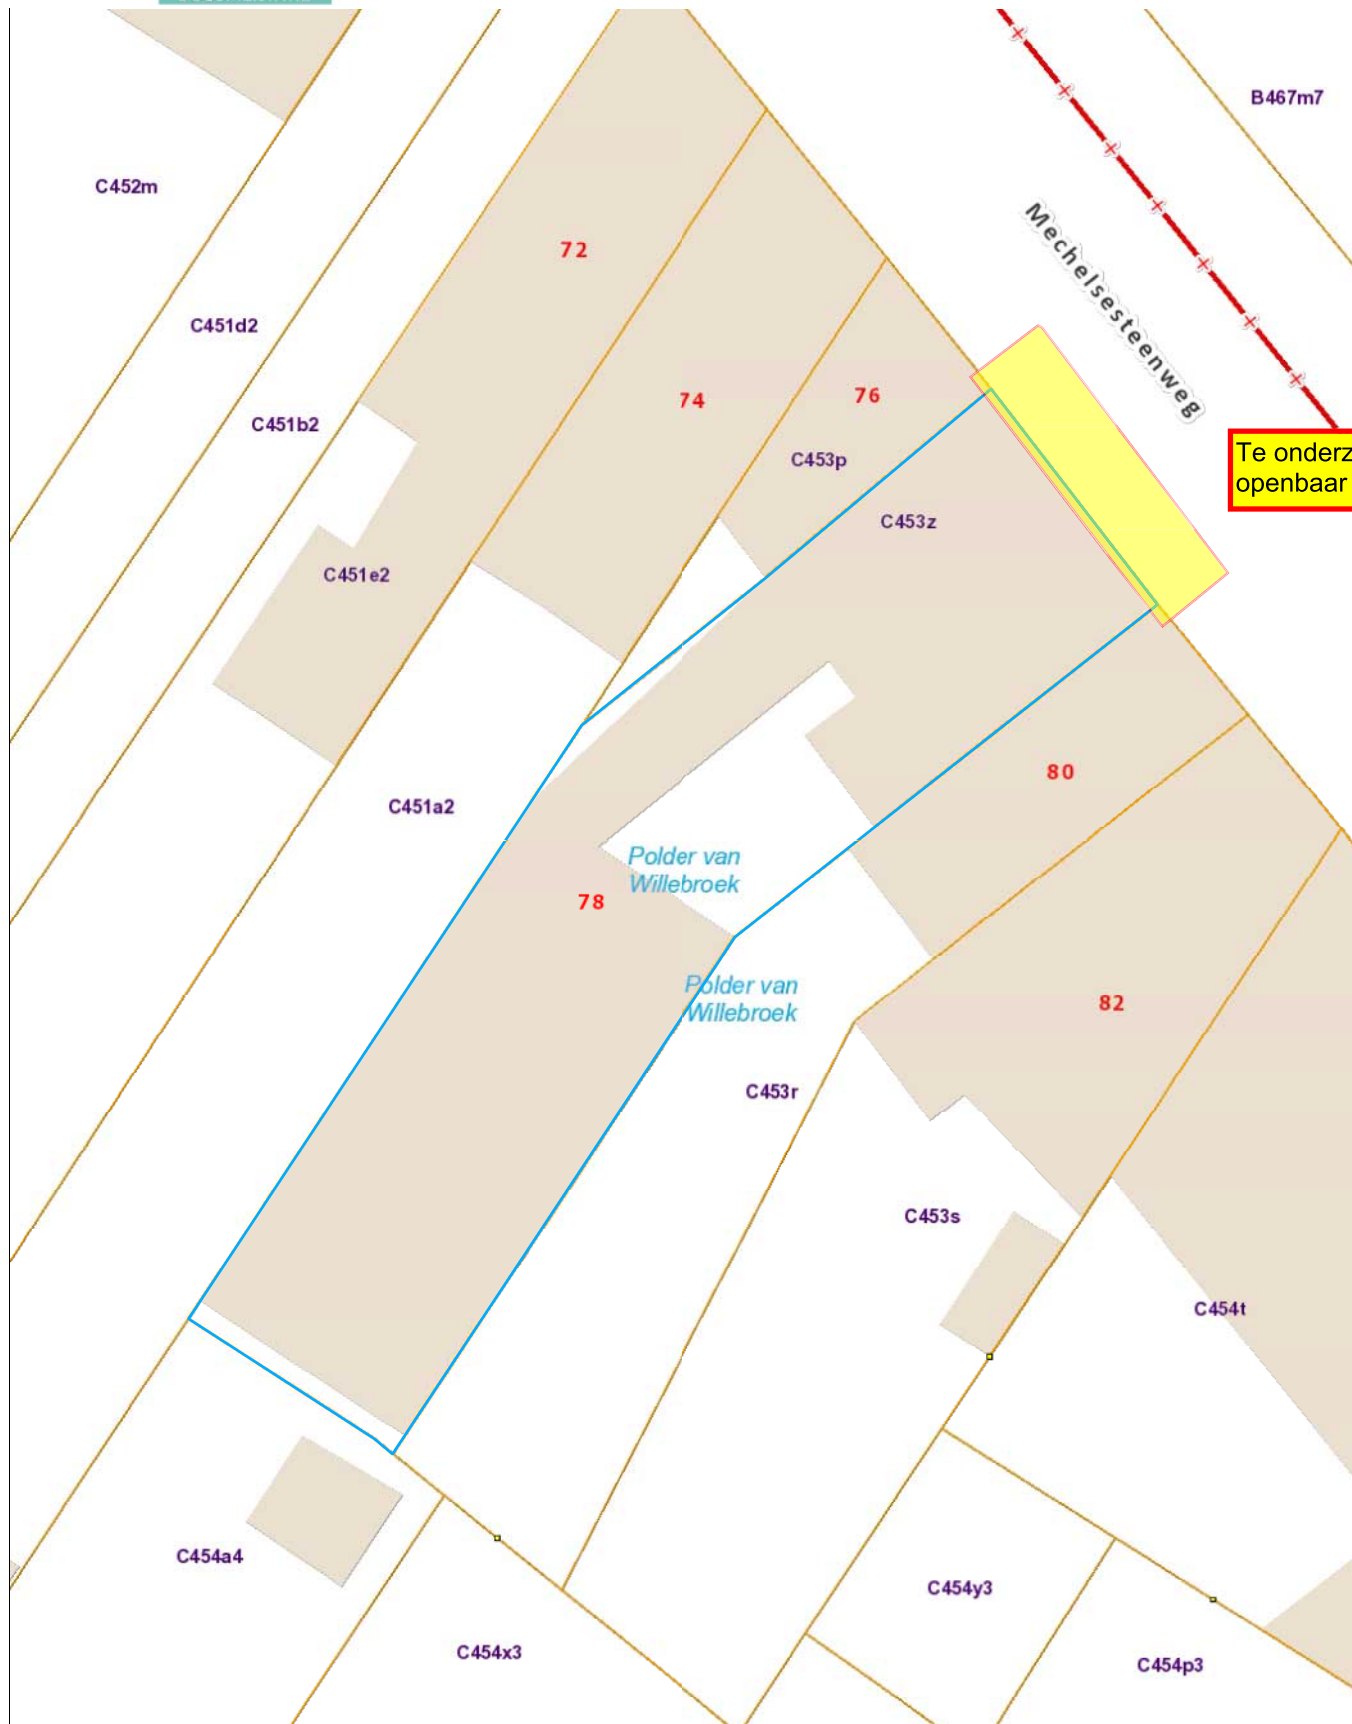 B467m7
C452m
Mechelsesteenweg
72
C451d2
76
74
C451b2
C453p
Te onderz
openbaar
C453z
C451e2
80
C451a2
Polder van
Willebroek
78
Polder van
Willebroek
82
C453r
C453s
C454t
C454a4
C454y3
C454x3
C454p3